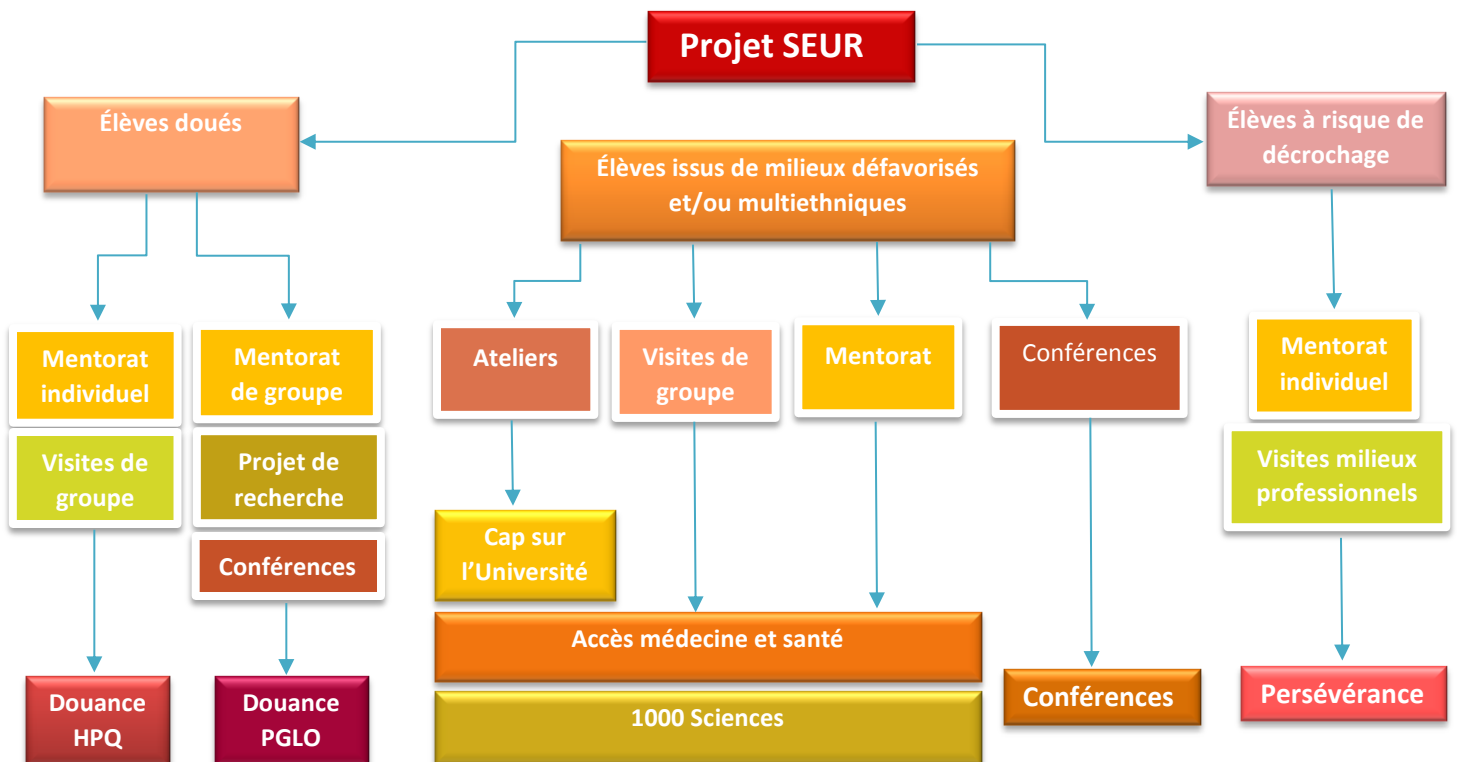 Projet SEUR
Élèves doués
Élèves issus de milieux défavorisés
et/ou multiethniques
Élèves à risque de
décrochage
Mentorat
individuel
Visites de
groupe
Mentorat
de groupe
Projet de
recherche
Conférences
Ateliers
Visites de
groupe
Mentorat
Conférences
Mentorat
individuel
Visites milieux
professionnels
Cap sur
l’Université
Accès médecine et santé
1000 Sciences
Douance
HPQ
Douance
PGLO
Conférences
Persévérance